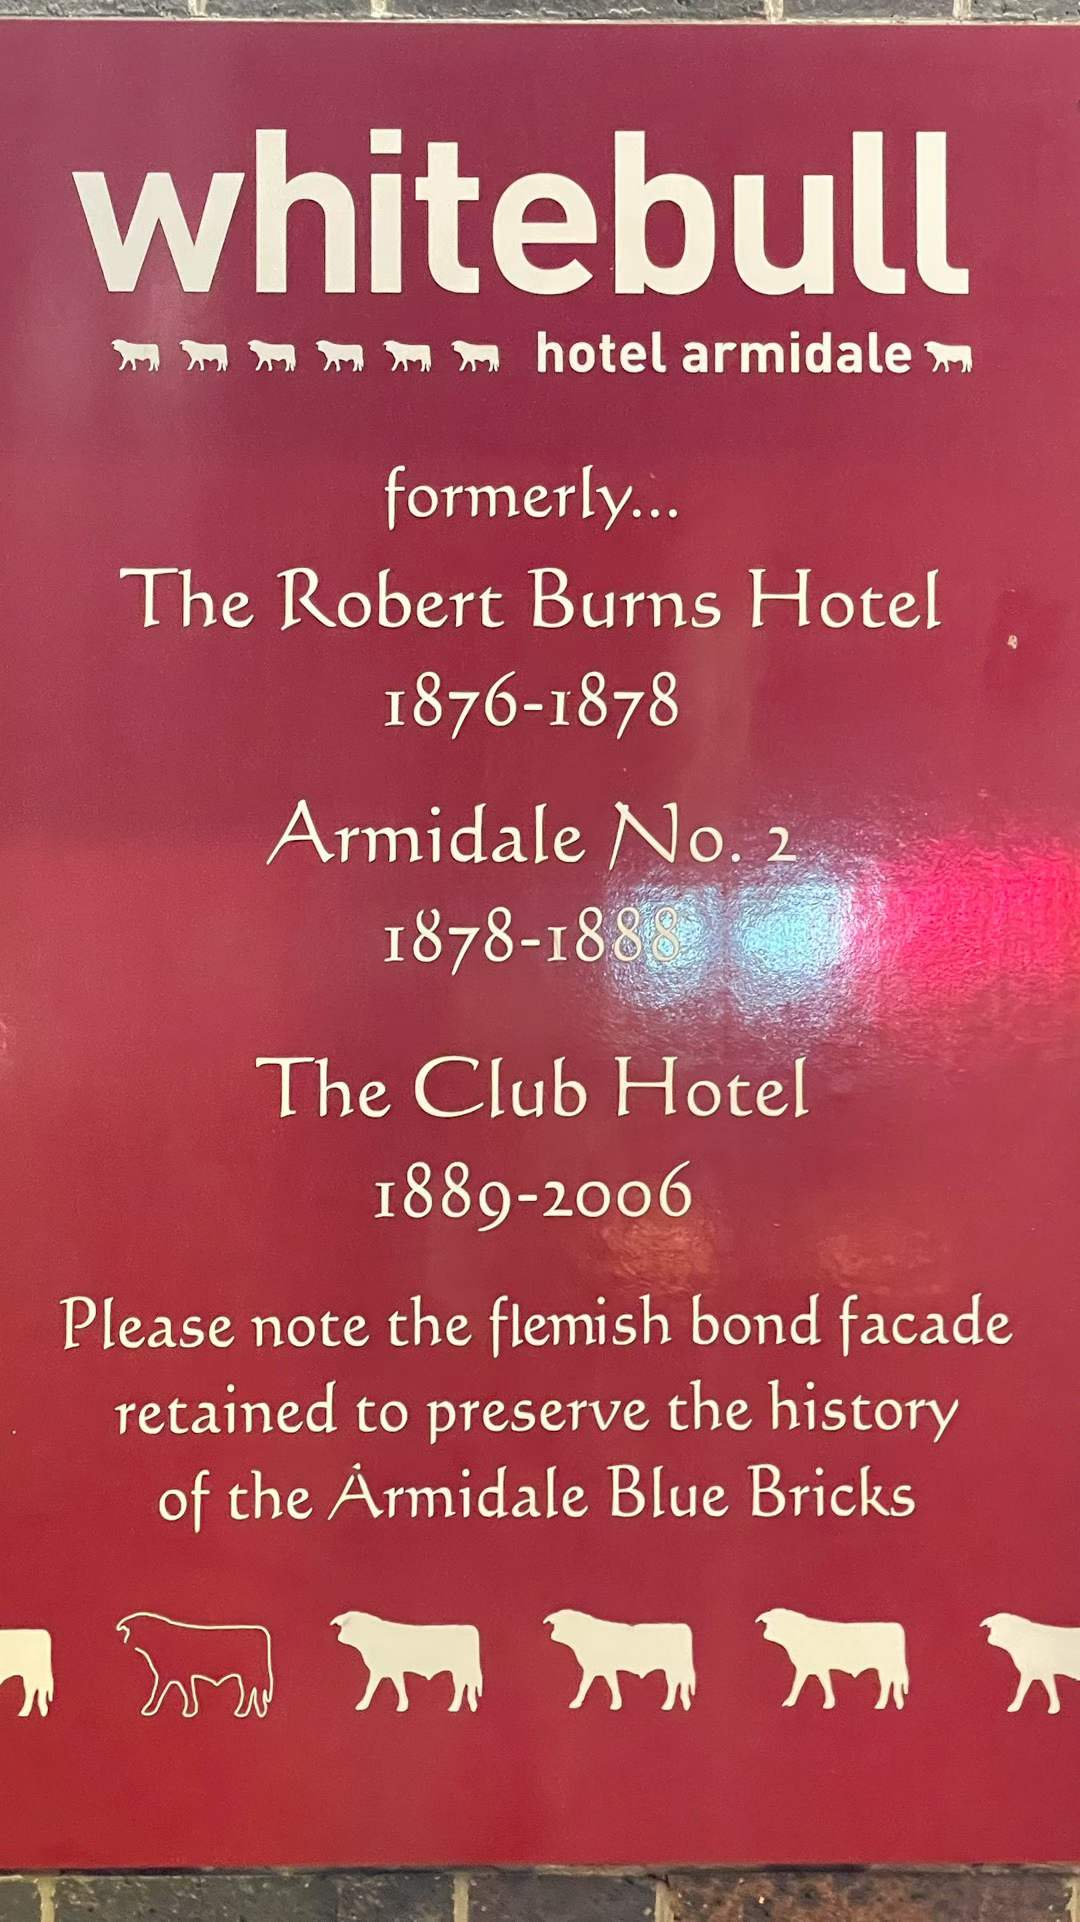 whitebull
hotel armidale
formerly...
The Robert Burns Hotel
1876-1878
Armidale No. 2
1878-1888
The Club Hotel
1889-2006
Please note the flemish bond facade
retained to preserve the history
of the Armidale Blue Bricks